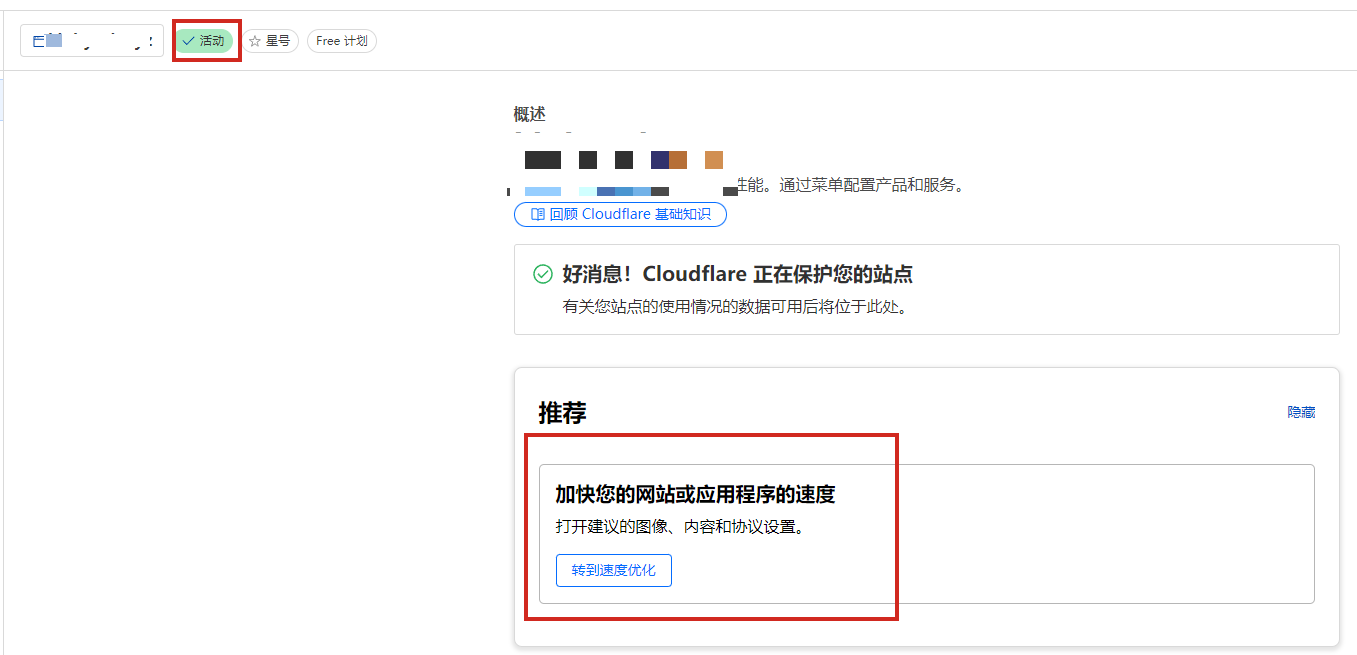 活动
星号
Free 计划
概述
性能。通过菜单配置产品和服务。
回顾 Cloudflare 基础知识
好消息！Cloudflare 正在保护您的站点
有关您站点的使用情况的数据可用后将位于此处。
推荐
隐藏
加快您的网站或应用程序的速度
打开建议的图像、内容和协议设置。
转到速度优化